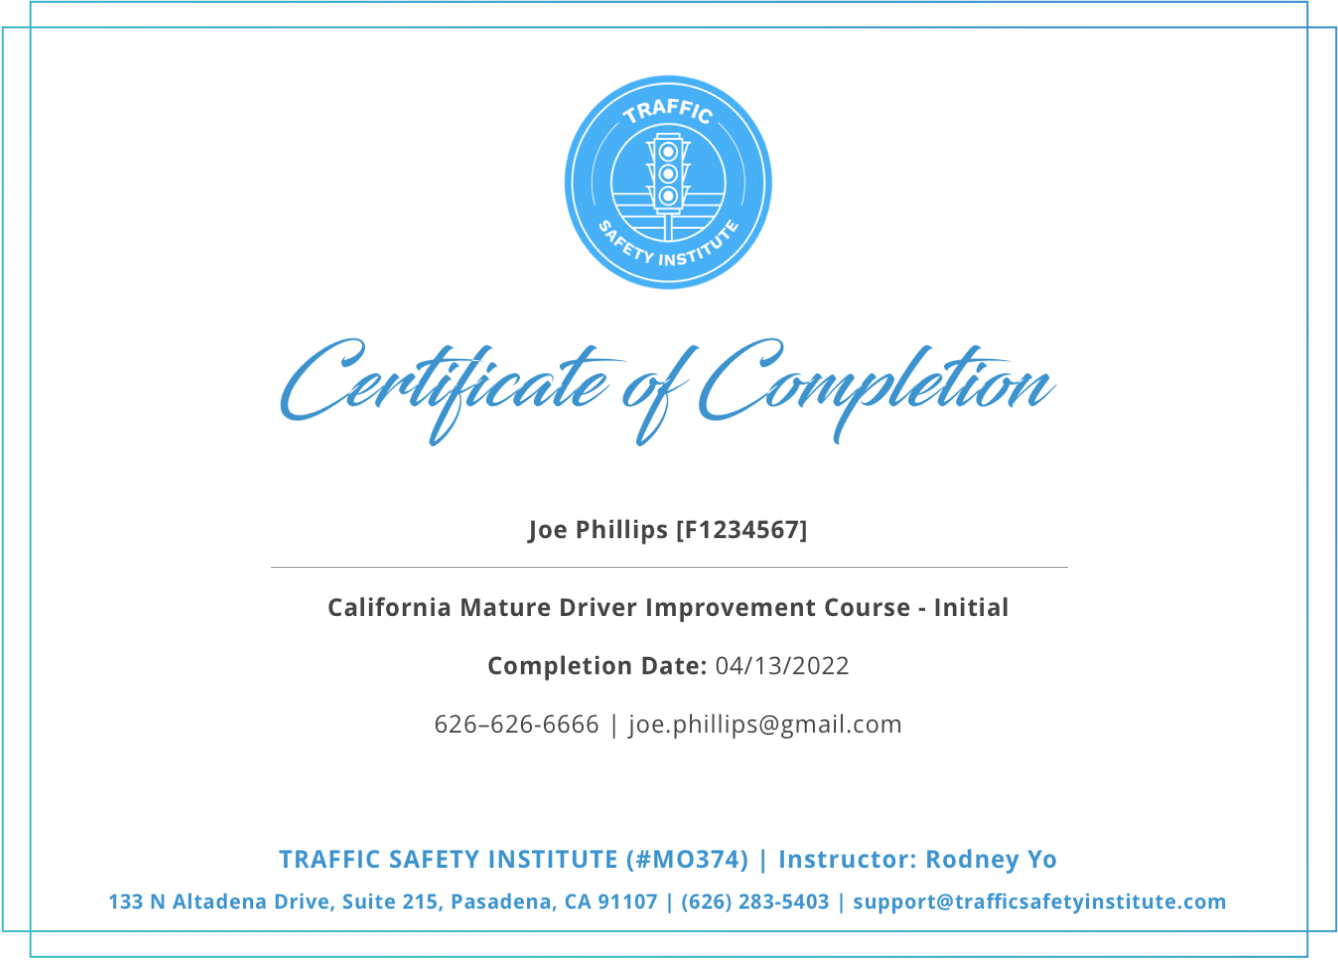 TRAFFIC
SAFETY INSTITUTE
Certificate of Completion
Joe Phillips [F1234567]
California Mature Driver Improvement Course - Initial
Completion Date: 04/13/2022
626–626-6666 | joe.phillips@gmail.com
TRAFFIC SAFETY INSTITUTE (#MO374) | Instructor: Rodney Yo
133 N Altadena Drive, Suite 215, Pasadena, CA 91107 | (626) 283-5403 | support@trafficsafetyinstitute.com